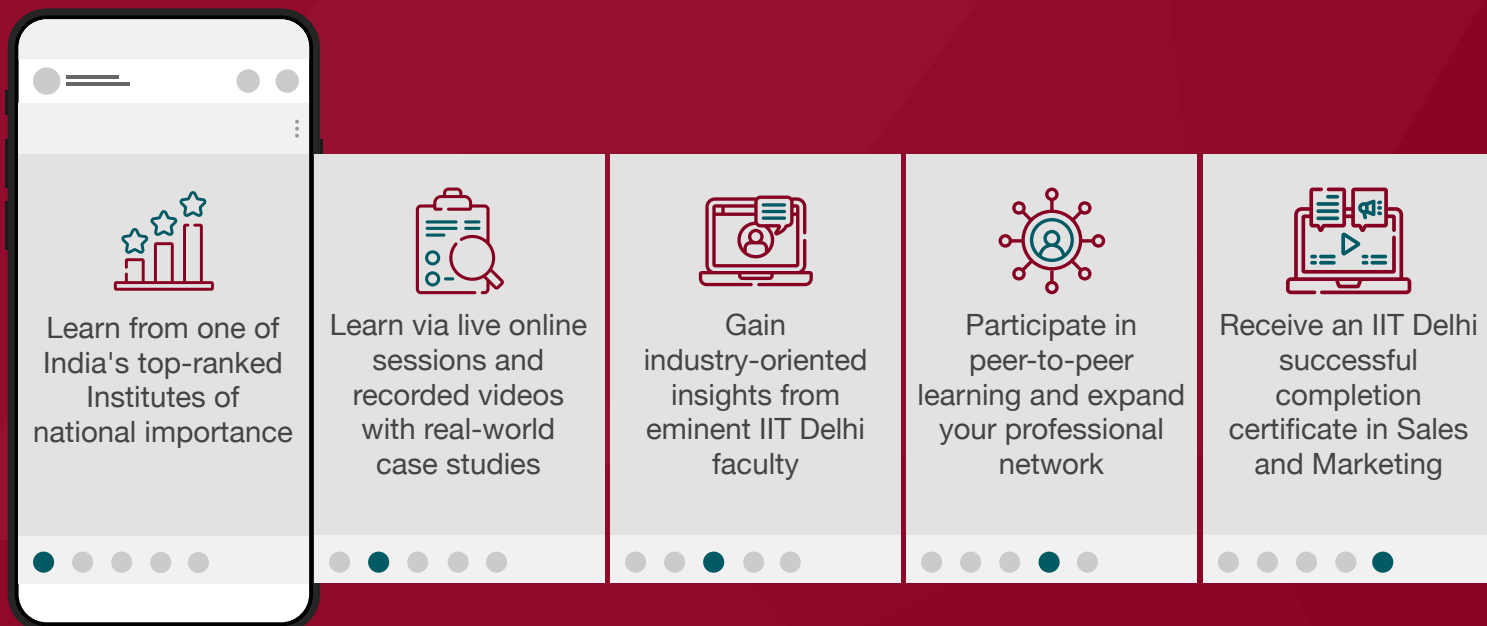 Learn from one of
India's top-ranked
Institutes of
national importance
Learn via live online
sessions and
recorded videos
with real-world
case studies
Gain
industry-oriented
insights from
eminent IIT Delhi
faculty
Participate in
peer-to-peer
learning and expand
your professional
network
Receive an IIT Delhi
successful
completion
certificate in Sales
and Marketing